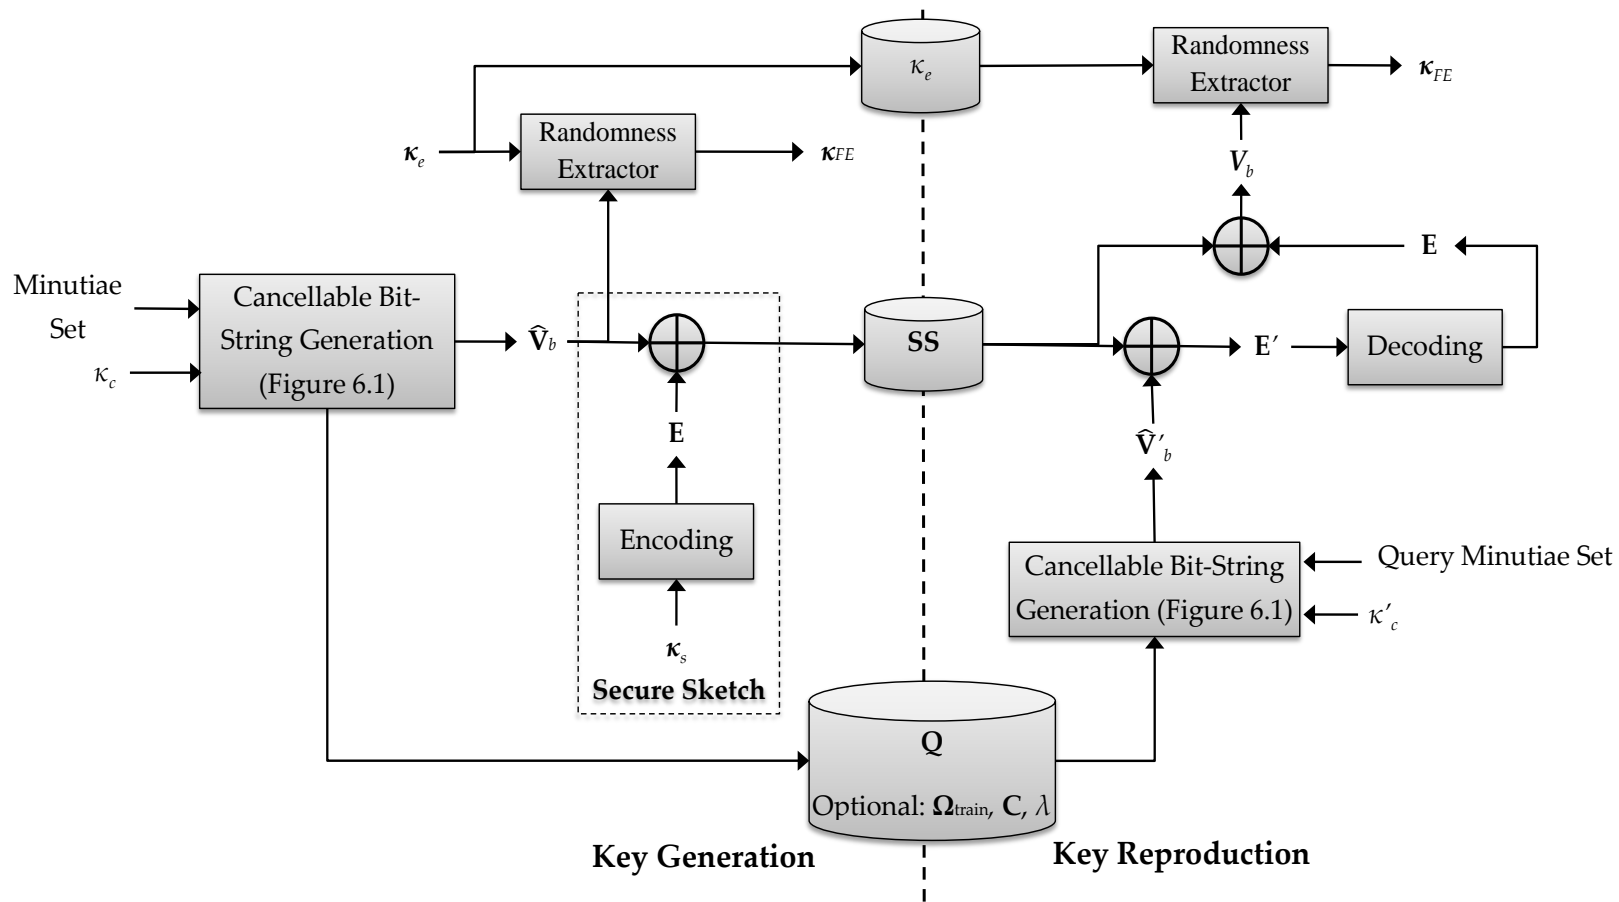 κe
Randomness
Extractor
κFE
κe
Randomness
Extractor
κFE
Vb
E
Minutiae
Set
κc
Cancellable Bit-
String Generation
(Figure 6.1)
V̂b
SS
E′
Decoding
E
V̂′b
Encoding
κs
Secure Sketch
Cancellable Bit-String
Generation (Figure 6.1)
Query Minutiae Set
κ′c
Q
Optional: Ωtrain, C, λ
Key Generation
Key Reproduction